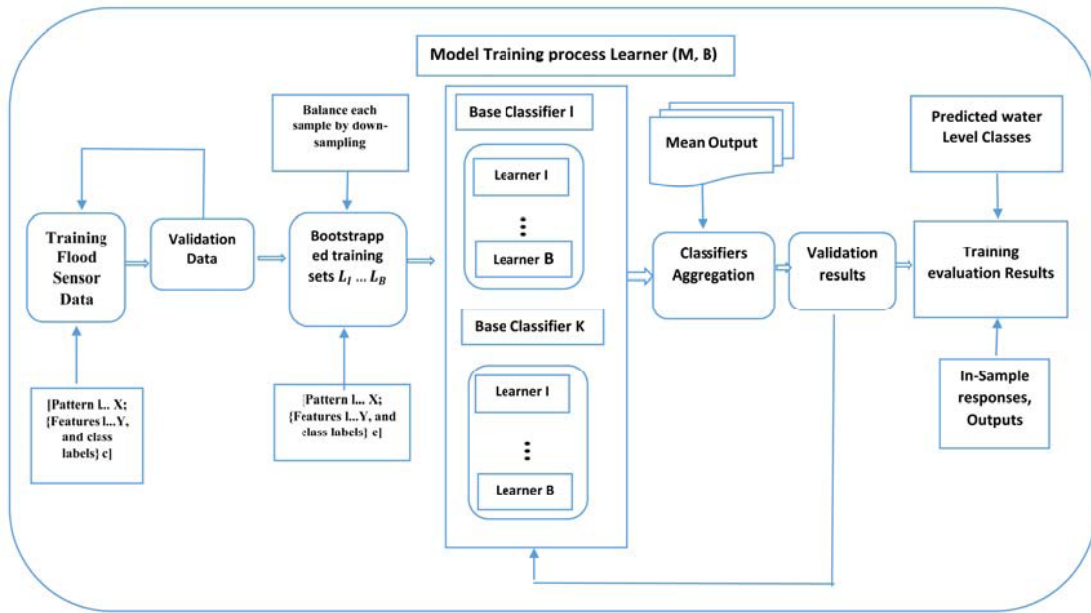 Model Training process Learner (M, B)
Balance each
sample by down-
sampling
Base Classifier I
Learner I
...
Learner B
Mean Output
Predicted water
Level Classes
Training
Flood
Sensor
Data
Validation
Data
Bootstrapp
ed training
sets L_I ... L_B
Classifiers
Aggregation
Validation
results
Training
evaluation Results
Base Classifier K
Learner I
...
Learner B
[Pattern I... X;
{Features I...Y,
and class
labels} c]
[Pattern I... X;
{Features I...Y, and
class labels} c]
In-Sample
responses,
Outputs